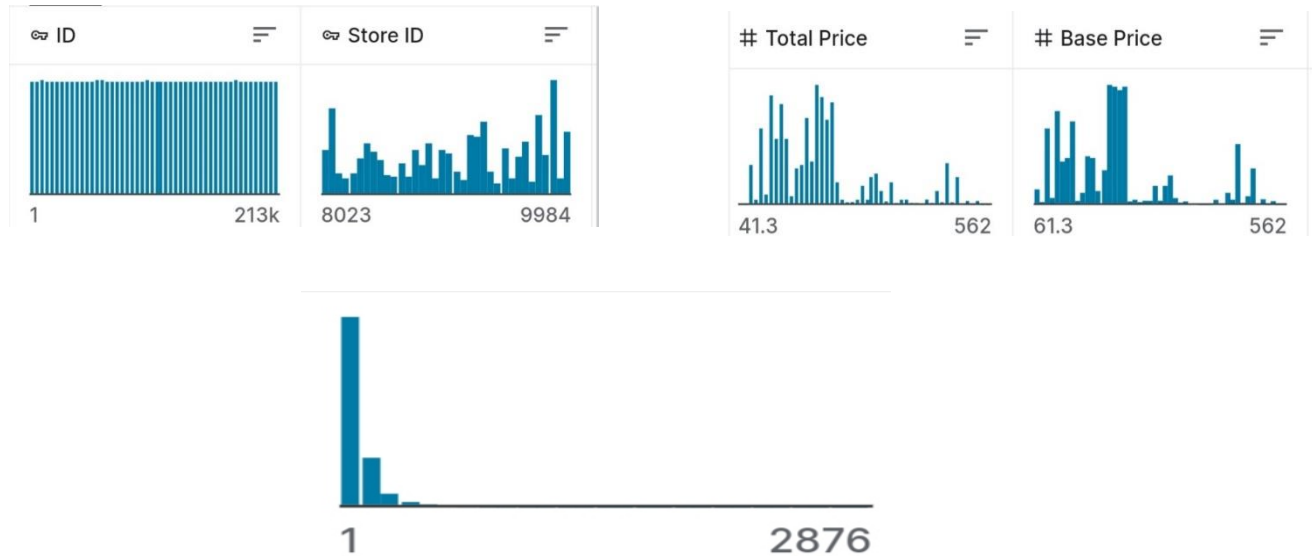 ID
Store ID
1
213k
8023
9984
# Total Price
# Base Price
41.3
562
61.3
562
1
2876